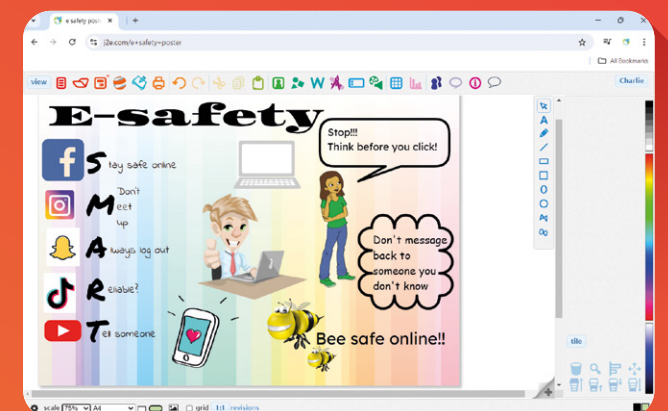 e safety poste
j2e.com/e+safety+poster
All Bookmarks
view
W
Charlie
E-safety
Stop!!!
Think before you click!
Stay safe online
Don't
Meet
up
Always log out
Reliable?
Tell someone
Don't message
back to
someone you
don't know
Bee safe online!!
A
tile
scale 75% A4 grid 1:1 revisions